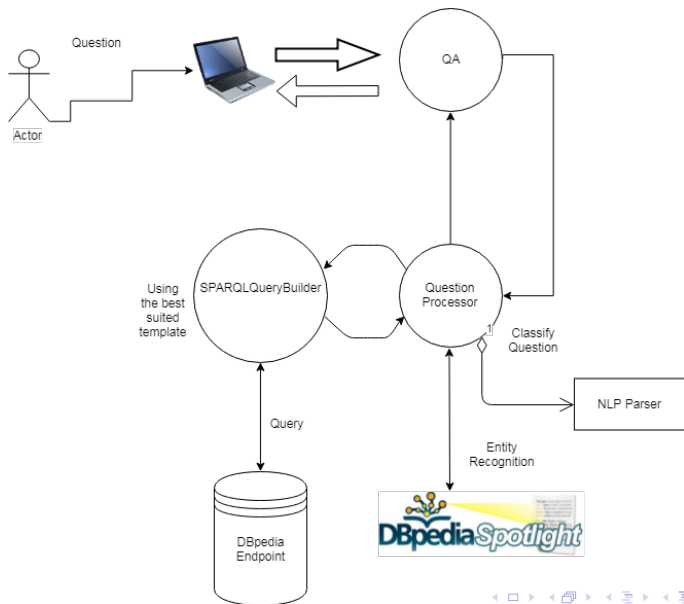 Question
QA
Actor
SPARQLQueryBuilder
Using
the best
suited
template
Question
Processor
1
Classify
Question
NLP Parser
Query
Entity
Recognition
DBpedia
Endpoint
DBpediaSpotlight